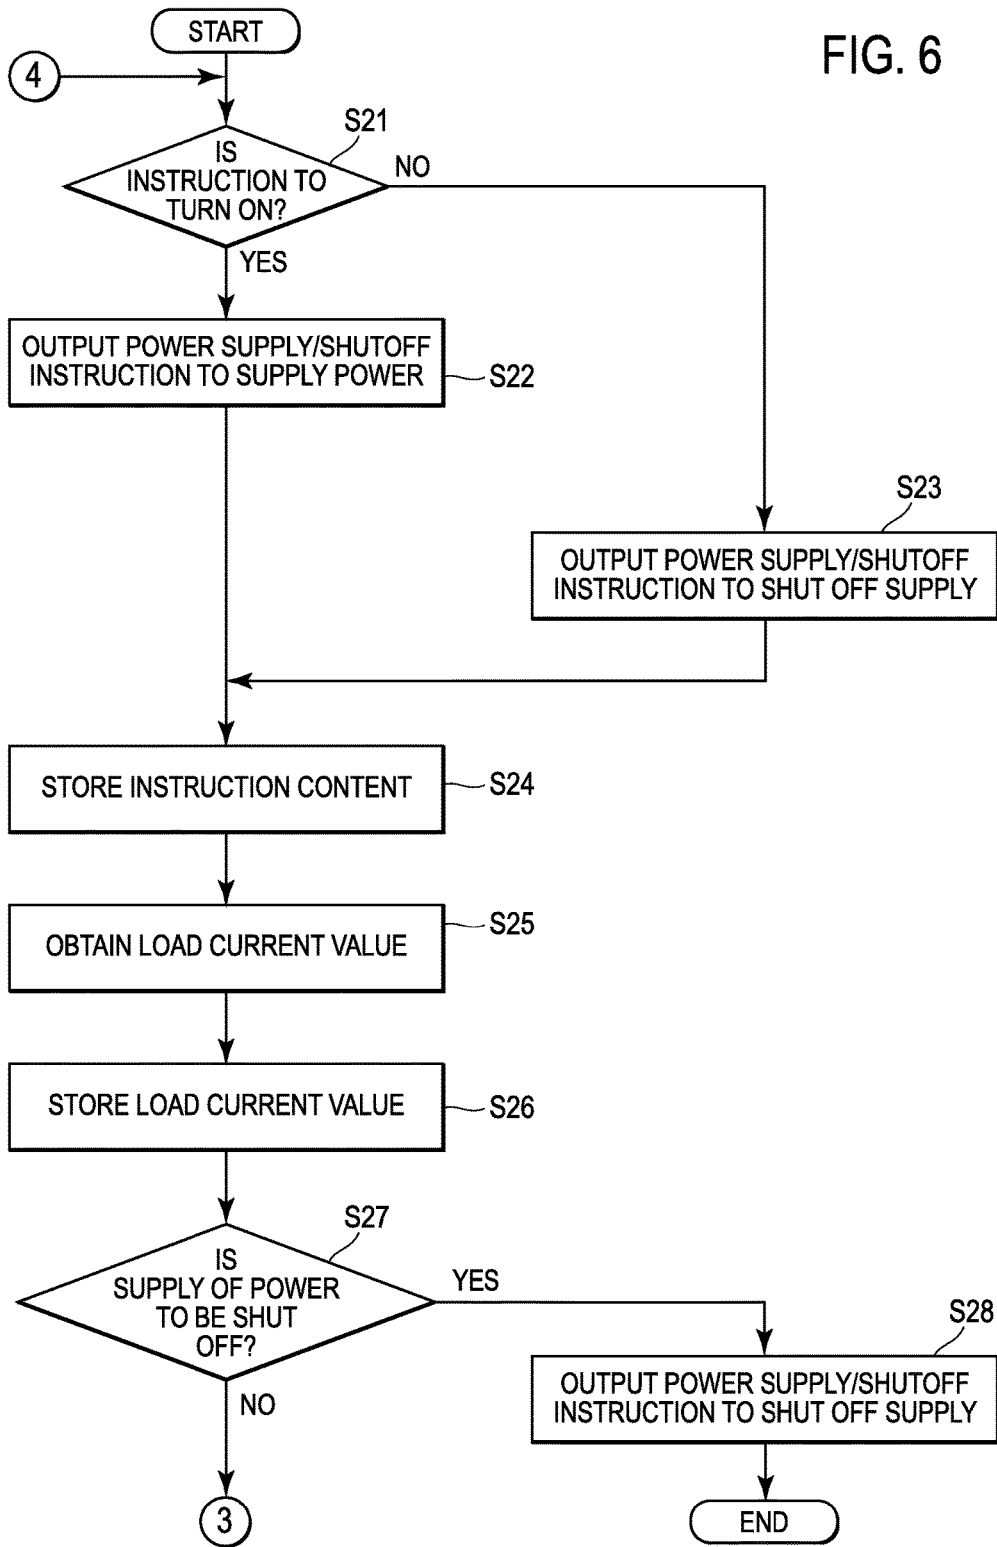 START
FIG. 6
4
S21
IS
INSTRUCTION TO
TURN ON?
NO
YES
OUTPUT POWER SUPPLY/SHUTOFF
INSTRUCTION TO SUPPLY POWER
S22
S23
OUTPUT POWER SUPPLY/SHUTOFF
INSTRUCTION TO SHUT OFF SUPPLY
STORE INSTRUCTION CONTENT
S24
OBTAIN LOAD CURRENT VALUE
S25
STORE LOAD CURRENT VALUE
S26
S27
IS
SUPPLY OF POWER
TO BE SHUT
OFF?
YES
NO
S28
OUTPUT POWER SUPPLY/SHUTOFF
INSTRUCTION TO SHUT OFF SUPPLY
3
END